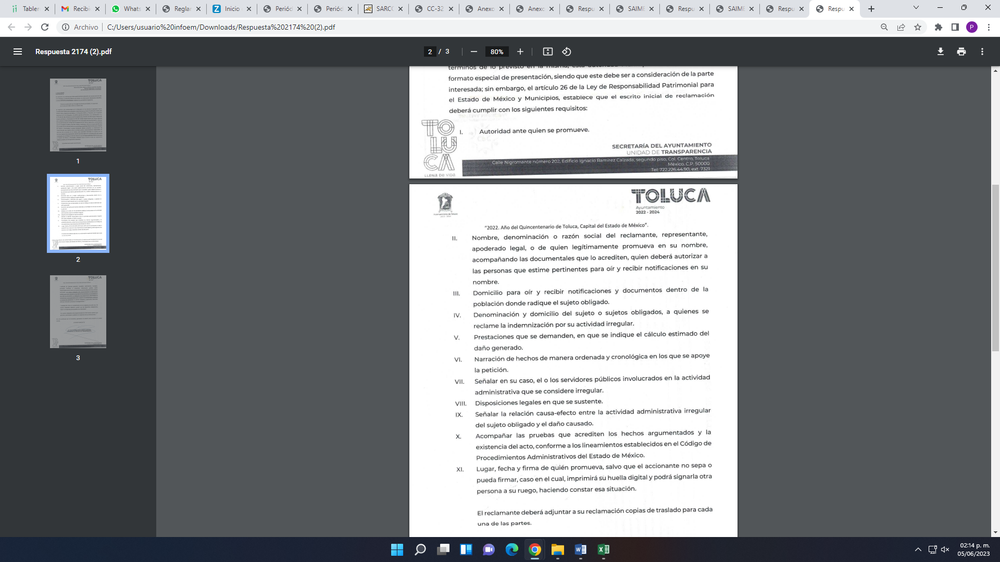 Tabler
Recibi
Whats
Reglar
Inicio
Periód
Periód
SARCO
CC-32
Anexo
Anexo
Respu
SAIME
Respu
SAIME
Respu
Respu
Archivo
C:/Users/usuario%20infoem/Downloads/Respuesta%202174%20(2).pdf
P
Respuesta 2174 (2).pdf
2 / 3
80%
1
2
3
formato especial de presentación, siendo que este debe ser a consideración de la parte
interesada; sin embargo, el artículo 26 de la Ley de Responsabilidad Patrimonial para
el Estado de México y Municipios, establece que el escrito inicial de reclamación
deberá cumplir con los siguientes requisitos:
I. Autoridad ante quien se promueve.
TOLUCA
LLENA DE VIDA
SECRETARÍA DEL AYUNTAMIENTO
UNIDAD DE TRANSPARENCIA
Calle Nigromante número 202, Edificio Ignacio Ramírez Calzada, segundo piso, Col. Centro, Toluca
México. C.P. 50000
Tel: 722.226.44.90, ext. 7321
TOLUCA
Ayuntamiento
2022 - 2024
"2022. Año del Quincentenario de Toluca, Capital del Estado de México".
II. Nombre, denominación o razón social del reclamante, representante,
apoderado legal, o de quien legítimamente promueva en su nombre,
acompañando las documentales que lo acrediten, quien deberá autorizar a
las personas que estime pertinentes para oír y recibir notificaciones en su
nombre.
III. Domicilio para oír y recibir notificaciones y documentos dentro de la
población donde radique el sujeto obligado.
IV. Denominación y domicilio del sujeto o sujetos obligados, a quienes se
reclame la indemnización por su actividad irregular.
V. Prestaciones que se demanden, en que se indique el cálculo estimado del
daño generado.
VI. Narración de hechos de manera ordenada y cronológica en los que se apoye
la petición.
VII. Señalar en su caso, el o los servidores públicos involucrados en la actividad
administrativa que se considere irregular.
VIII. Disposiciones legales en que se sustente.
IX. Señalar la relación causa-efecto entre la actividad administrativa irregular
del sujeto obligado y el daño causado.
X. Acompañar las pruebas que acrediten los hechos argumentados y la
existencia del acto, conforme a los lineamientos establecidos en el Código de
Procedimientos Administrativos del Estado de México.
XI. Lugar, fecha y firma de quién promueva, salvo que el accionante no sepa o
pueda firmar, caso en el cual, imprimirá su huella digital y podrá signarla otra
persona a su ruego, haciendo constar esa situación.
El reclamante deberá adjuntar a su reclamación copias de traslado para cada
una de las partes.
02:14 p. m.
05/06/2023